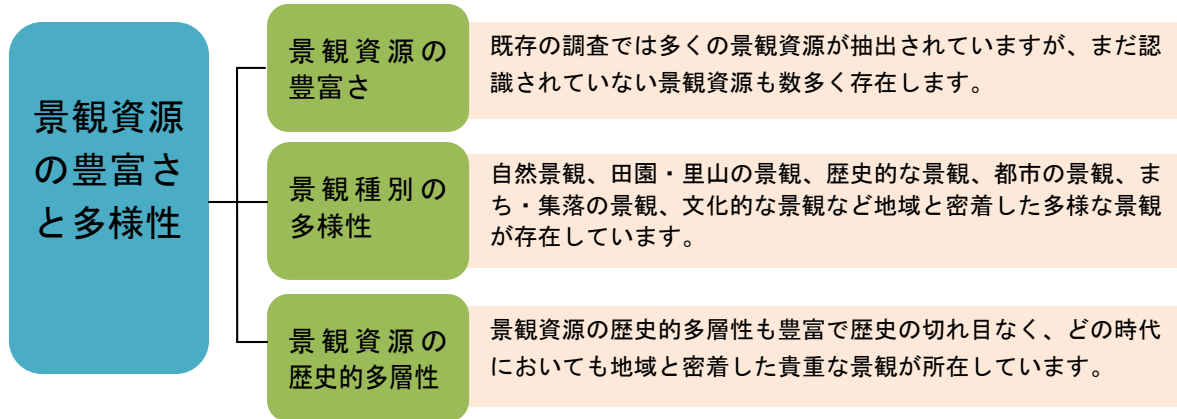 景観資源
の豊富さ
と多様性
景観資源の
豊富さ
既存の調査では多くの景観資源が抽出されていますが、まだ認
識されていない景観資源も数多く存在します。
景観種別の
多様性
自然景観、田園・里山の景観、歴史的な景観、都市の景観、ま
ち・集落の景観、文化的な景観など地域と密着した多様な景観
が存在しています。
景観資源の
歴史的多層性
景観資源の歴史的多層性も豊富で歴史の切れ目なく、どの時代
においても地域と密着した貴重な景観が所在しています。